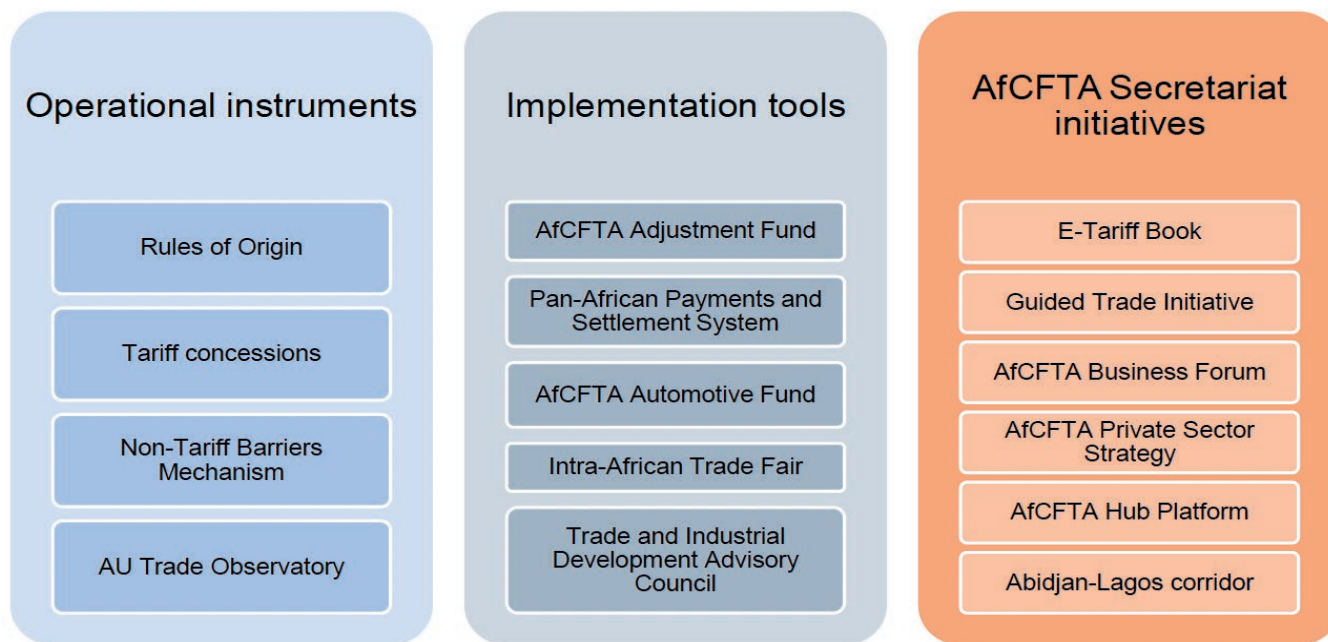 Operational instruments
Rules of Origin
Tariff concessions
Non-Tariff Barriers
Mechanism
AU Trade Observatory
Implementation tools
AfCFTA Adjustment Fund
Pan-African Payments and
Settlement System
AfCFTA Automotive Fund
Intra-African Trade Fair
Trade and Industrial
Development Advisory
Council
AfCFTA Secretariat
initiatives
E-Tariff Book
Guided Trade Initiative
AfCFTA Business Forum
AfCFTA Private Sector
Strategy
AfCFTA Hub Platform
Abidjan-Lagos corridor